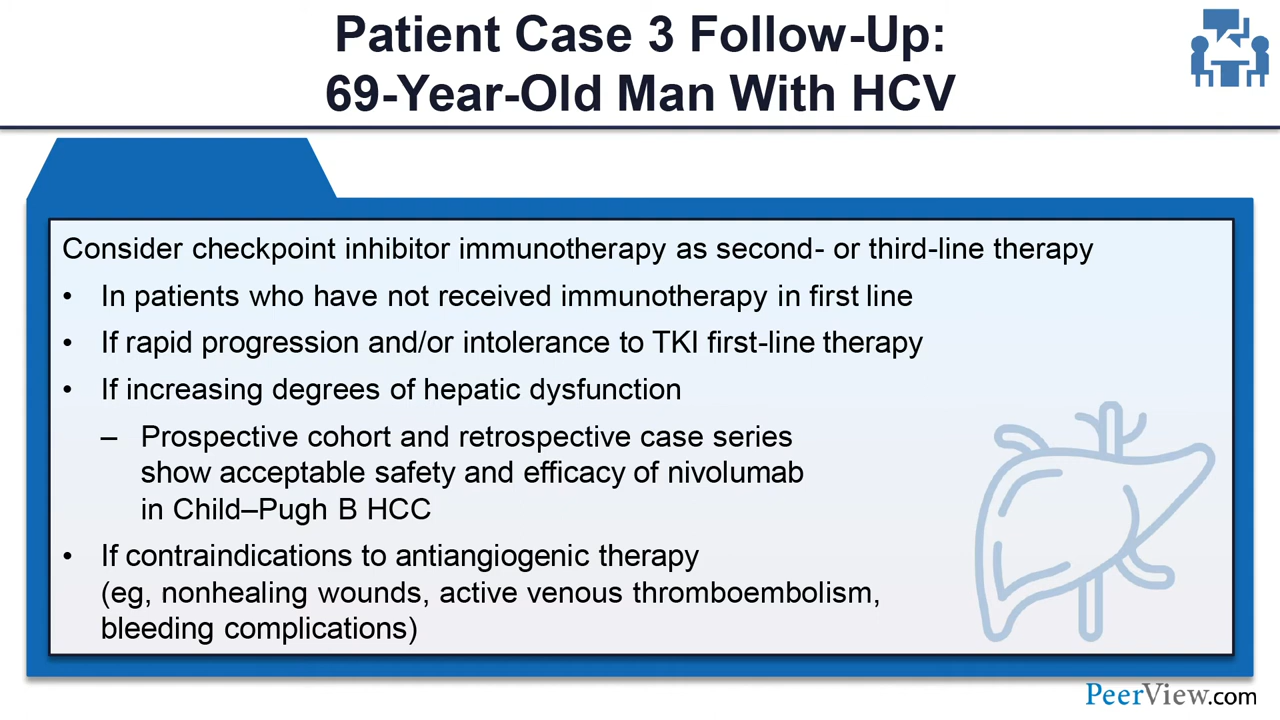 Patient Case 3 Follow-Up:
69-Year-Old Man With HCV
Consider checkpoint inhibitor immunotherapy as second- or third-line therapy
• In patients who have not received immunotherapy in first line
• If rapid progression and/or intolerance to TKI first-line therapy
• If increasing degrees of hepatic dysfunction
– Prospective cohort and retrospective case series
show acceptable safety and efficacy of nivolumab
in Child–Pugh B HCC
• If contraindications to antiangiogenic therapy
(eg, nonhealing wounds, active venous thromboembolism,
bleeding complications)
PeerView.com